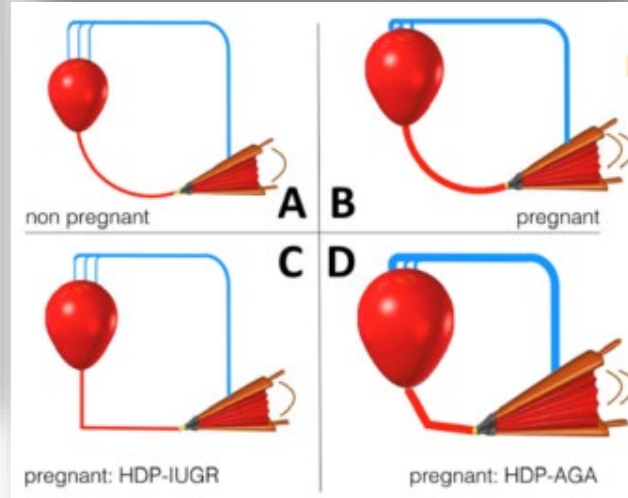 non pregnant
A
B
pregnant
C
D
pregnant: HDP-IUGR
pregnant: HDP-AGA